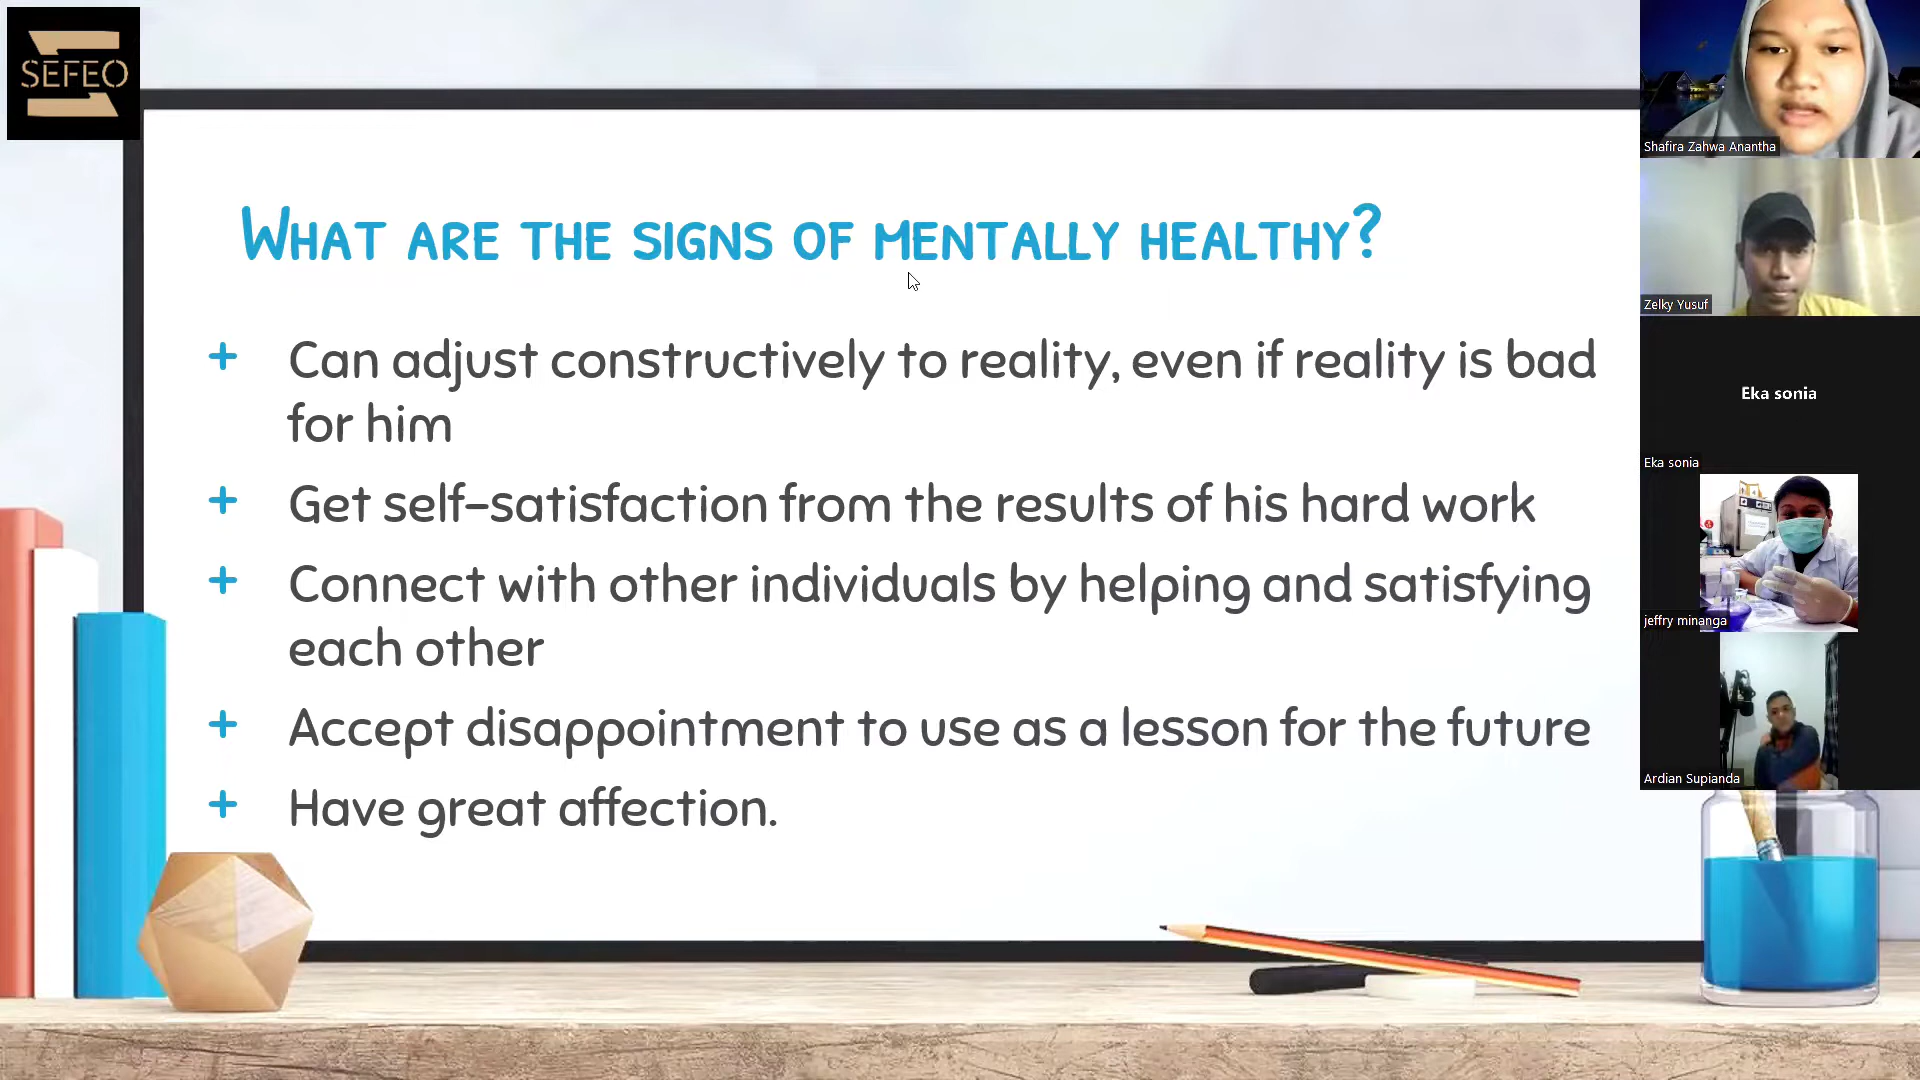 SEFEO
WHAT ARE THE SIGNS OF MENTALLY HEALTHY?
+ Can adjust constructively to reality, even if reality is bad
for him
+ Get self-satisfaction from the results of his hard work
+ Connect with other individuals by helping and satisfying
each other
+ Accept disappointment to use as a lesson for the future
+ Have great affection.
Shafira Zahwa Anantha
Zelky Yusuf
Eka sonia
Eka sonia
jeffry minanga
Ardian Supianda